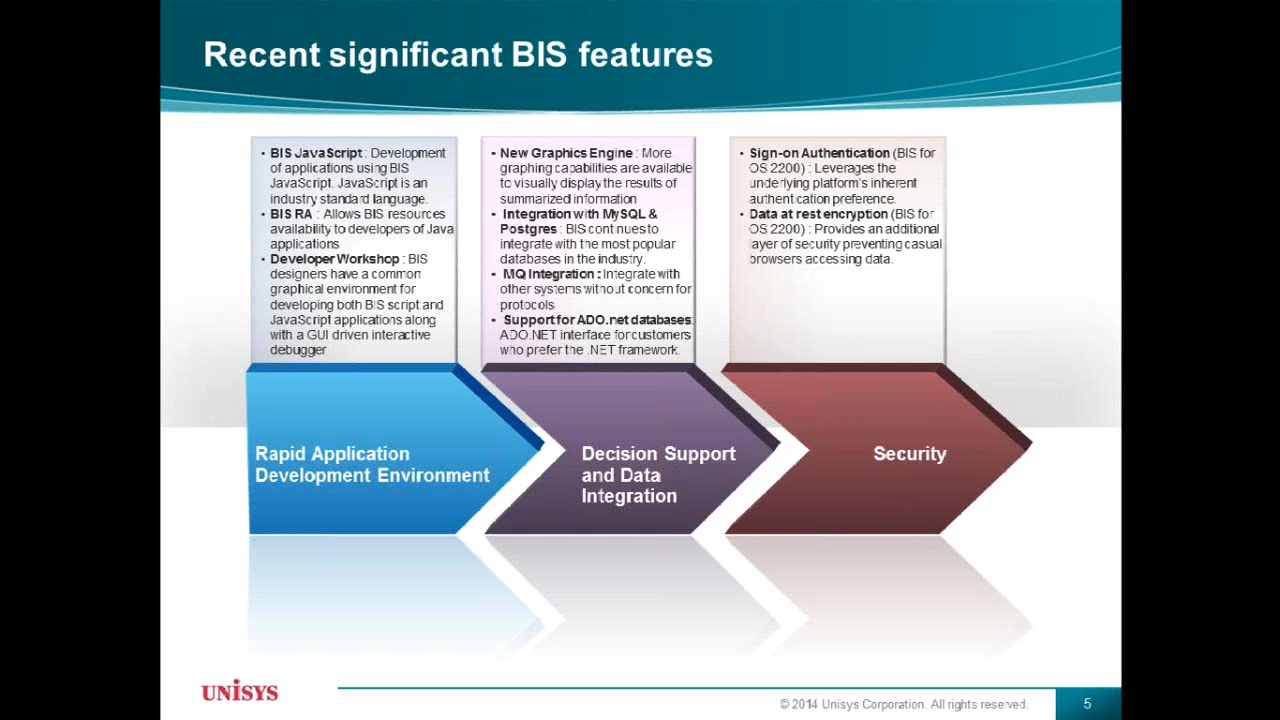 Recent significant BIS features
• BIS JavaScript : Development
of applications using BIS
JavaScript. JavaScript is an
industry standard language.
• BIS RA : Allows BIS resources
availability to developers of Java
applications
• Developer Workshop : BIS
designers have a common
graphical environment for
developing both BIS script and
JavaScript applications along
with a GUI driven interactive
debugger
• New Graphics Engine : More
graphing capabilities are available
to visually display the results of
summarized information
• Integration with MySQL &
Postgres : BIS continues to
integrate with the most popular
databases in the industry.
• MQ Integration : Integrate with
other systems without concern for
protocols
• Support for ADO.net databases:
ADO.NET interface for customers
who prefer the .NET framework.
• Sign-on Authentication (BIS for
OS 2200) : Leverages the
underlying platform's inherent
authentication preference.
• Data at rest encryption (BIS for
OS 2200) : Provides an additional
layer of security preventing casual
browsers accessing data.
Rapid Application
Development Environment
Decision Support
and Data
Integration
Security
UNISYS
© 2014 Unisys Corporation. All rights reserved.
5